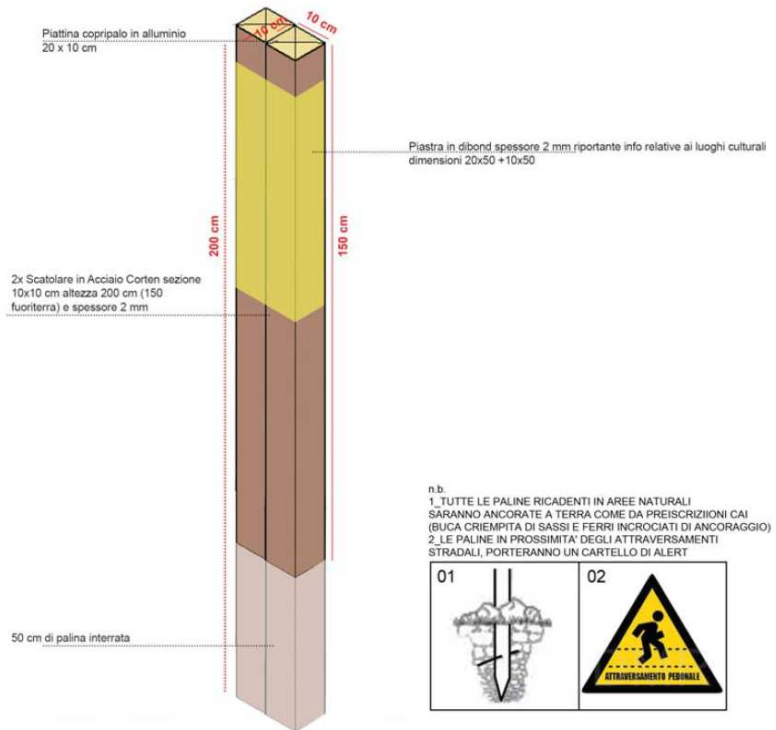 10 cm
10 cm
Piattina copripalo in alluminio
20 x 10 cm
Piastra in dibond spessore 2 mm riportante info relative ai luoghi culturali
dimensioni 20x50 +10x50
200 cm
150 cm
2x Scatolare in Acciaio Corten sezione
10x10 cm altezza 200 cm (150
fuoriterra) e spessore 2 mm
n.b.
1_TUTTE LE PALINE RICADENTI IN AREE NATURALI
SARANNO ANCORATE A TERRA COME DA PREISCRIZIIONI CAI
(BUCA CRIEMPITA DI SASSI E FERRI INCROCIATI DI ANCORAGGIO)
2_LE PALINE IN PROSSIMITA' DEGLI ATTRAVERSAMENTI
STRADALI, PORTERANNO UN CARTELLO DI ALERT
01
02
ATTRAVERSAMENTO PEDONALE
50 cm di palina interrata